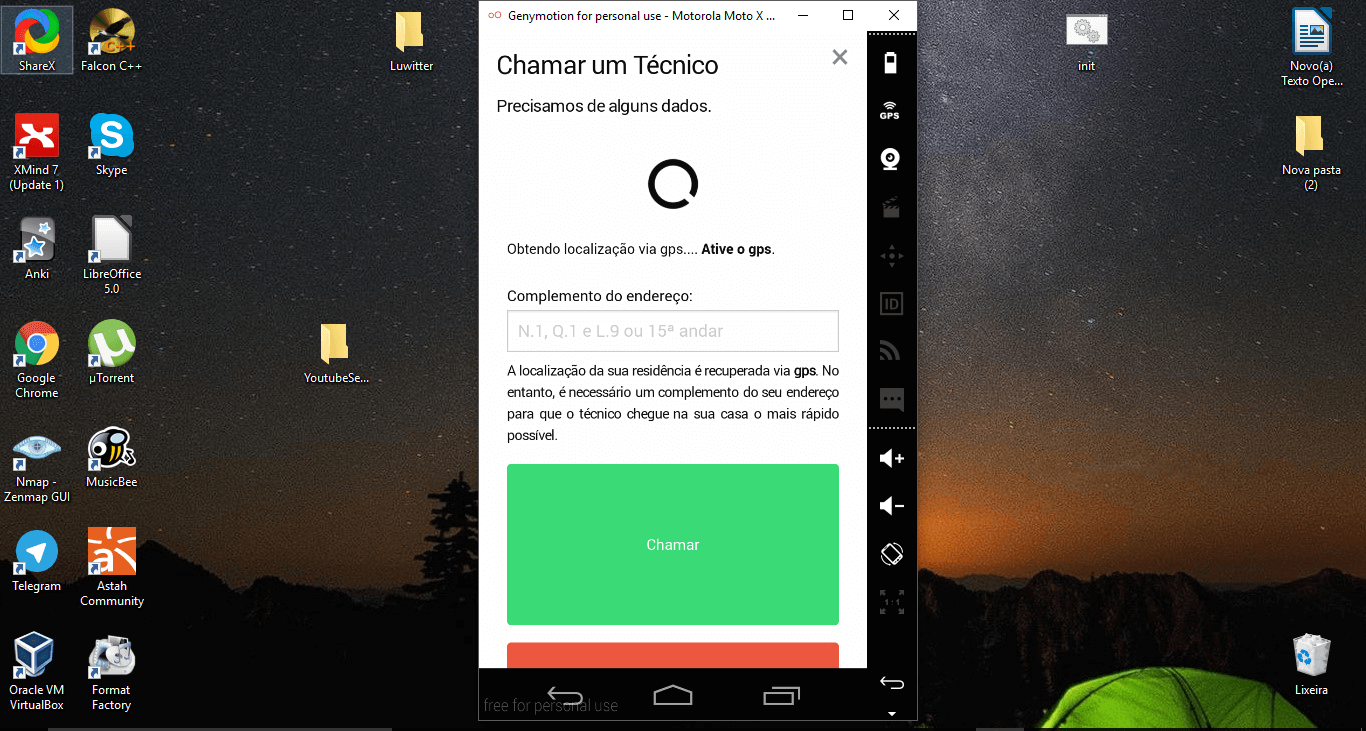 ShareX
Falcon C++
Luwitter
XMind 7
(Update 1)
Skype
Anki
LibreOffice
5.0
Google
Chrome
µTorrent
YoutubeSe...
Nmap -
Zenmap GUI
MusicBee
Telegram
Astah
Community
Oracle VM
VirtualBox
Format
Factory
Genymotion for personal use - Motorola Moto X ...
Chamar um Técnico
Precisamos de alguns dados.
Obtendo localização via gps.... Ative o gps.
Complemento do endereço:
N.1, Q.1 e L.9 ou 15ª andar
A localização da sua residência é recuperada via gps. No
entanto, é necessário um complemento do seu endereço
para que o técnico chegue na sua casa o mais rápido
possível.
Chamar
free for personal use
GPS
ID
1:1
init
Novo(a)
Texto Ope...
Nova pasta
(2)
Lixeira